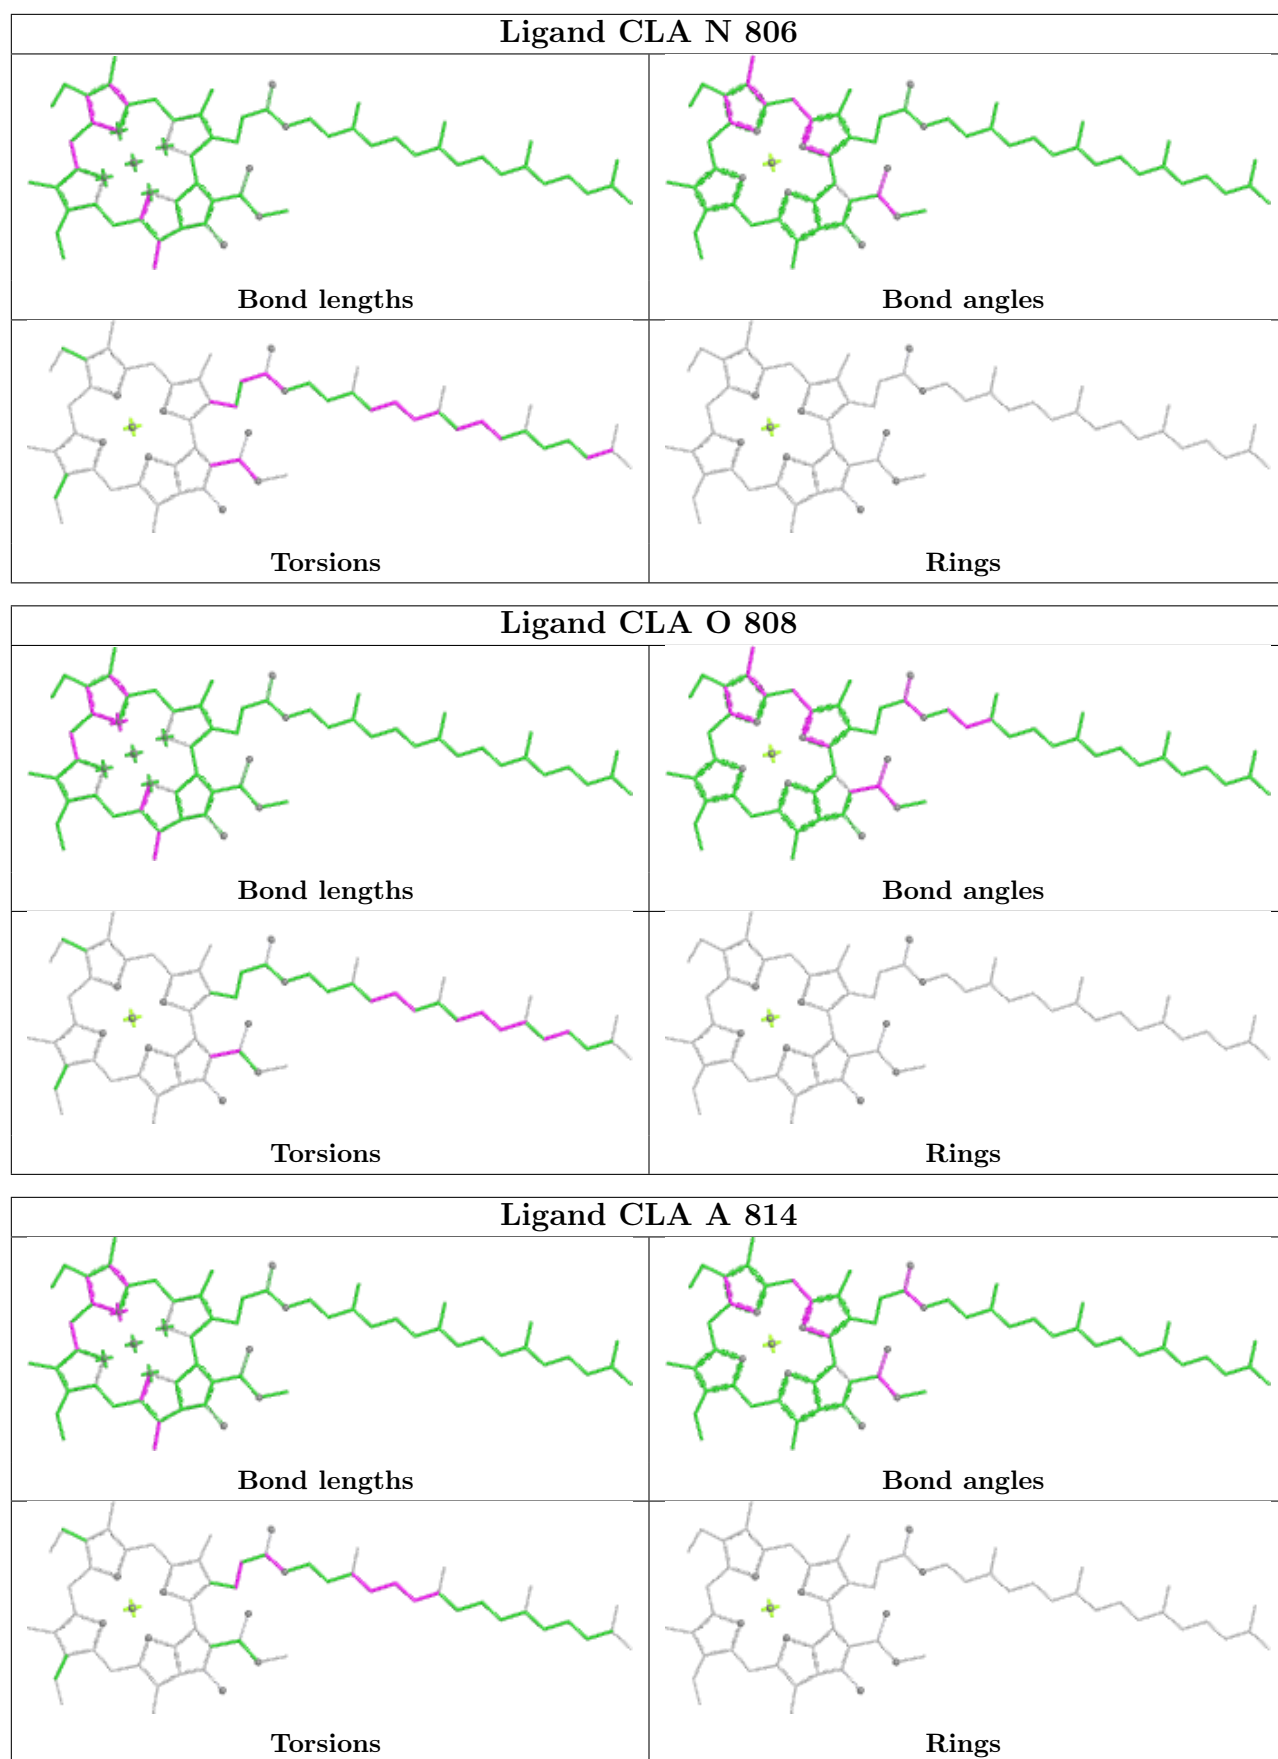 Ligand CLA N 806
Bond lengths
Bond angles
Torsions
Rings
Ligand CLA O 808
Bond lengths
Bond angles
Torsions
Rings
Ligand CLA A 814
Bond lengths
Bond angles
Torsions
Rings